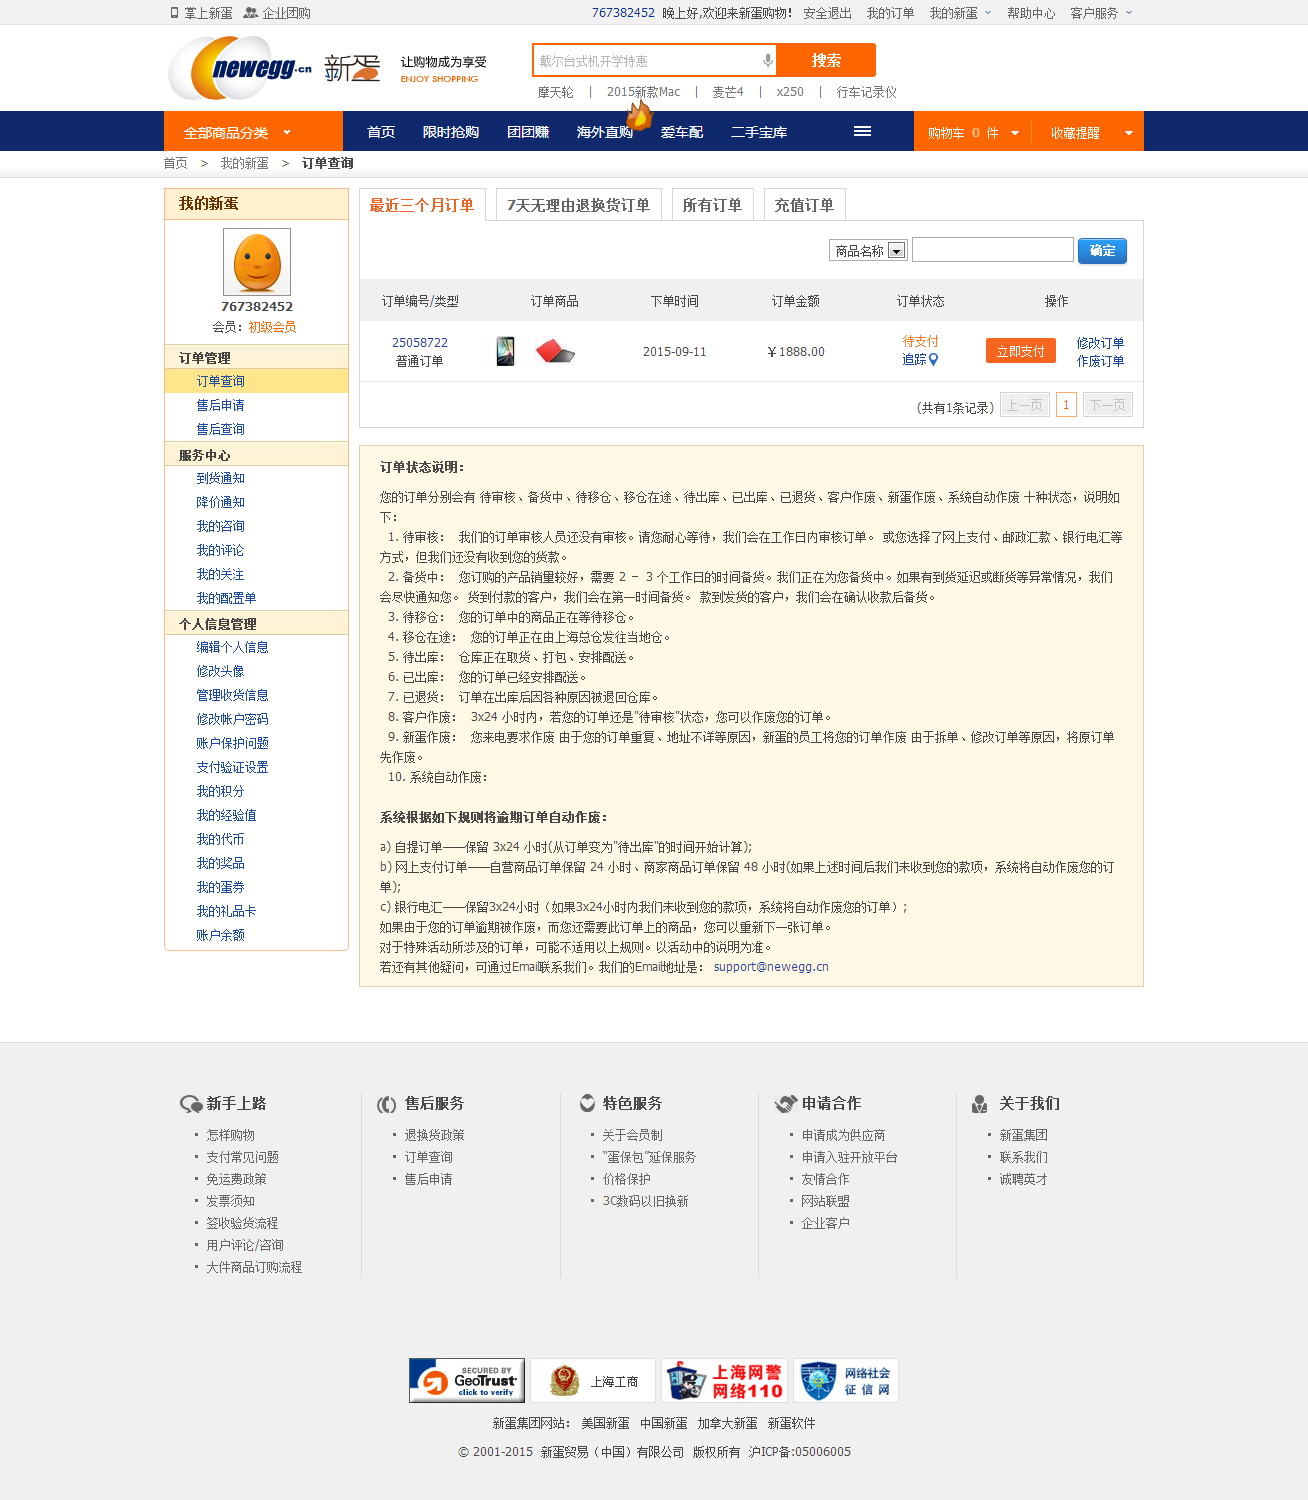 掌上新蛋 企业团购 767382452 晚上好,欢迎来新蛋购物! 安全退出 我的订单 我的新蛋 帮助中心 客户服务
newegg.cn 新蛋 让购物成为享受
ENJOY SHOPPING
戴尔台式机开学特惠 搜索
摩天轮 | 2015新款Mac | 麦芒4 | x250 | 行车记录仪
全部商品分类 首页 限时抢购 团团赚 海外直购 爱车配 二手宝库 购物车 0 件 收藏提醒
首页 > 我的新蛋 > 订单查询
我的新蛋
767382452
会员：初级会员
订单管理
订单查询
售后申请
售后查询
服务中心
到货通知
降价通知
我的咨询
我的评论
我的关注
我的配置单
个人信息管理
编辑个人信息
修改头像
管理收货信息
修改帐户密码
账户保护问题
支付验证设置
我的积分
我的经验值
我的代币
我的奖品
我的蛋券
我的礼品卡
账户余额
最近三个月订单 7天无理由退换货订单 所有订单 充值订单
商品名称 确定
订单编号/类型 订单商品 下单时间 订单金额 订单状态 操作
25058722
普通订单
2015-09-11 ￥1888.00
待支付
追踪
立即支付
修改订单
作废订单
（共有1条记录） 上一页 1 下一页
订单状态说明：
您的订单分别会有 待审核、备货中、待移仓、移仓在途、待出库、已出库、已退货、客户作废、新蛋作废、系统自动作废 十种状态，说明如
下：
1. 待审核： 我们的订单审核人员还没有审核。请您耐心等待，我们会在工作日内审核订单。 或您选择了网上支付、邮政汇款、银行电汇等
方式，但我们还没有收到您的货款。
2. 备货中： 您订购的产品销量较好，需要 2 － 3 个工作日的时间备货。我们正在为您备货中。如果有到货延迟或断货等异常情况，我们
会尽快通知您。 货到付款的客户，我们会在第一时间备货。 款到发货的客户，我们会在确认收款后备货。
3. 待移仓： 您的订单中的商品正在等待移仓。
4. 移仓在途： 您的订单正在由上海总仓发往当地仓。
5. 待出库： 仓库正在取货、打包、安排配送。
6. 已出库： 您的订单已经安排配送。
7. 已退货： 订单在出库后因各种原因被退回仓库。
8. 客户作废： 3x24 小时内，若您的订单还是"待审核"状态，您可以作废您的订单。
9. 新蛋作废： 您来电要求作废 由于您的订单重复、地址不详等原因，新蛋的员工将您的订单作废 由于拆单、修改订单等原因，将原订单
先作废。
10. 系统自动作废：
系统根据如下规则将逾期订单自动作废：
a) 自提订单——保留 3x24 小时(从订单变为"待出库"的时间开始计算);
b) 网上支付订单——自营商品订单保留 24 小时、商家商品订单保留 48 小时(如果上述时间后我们未收到您的款项，系统将自动作废您的订
单);
c) 银行电汇——保留3x24小时（如果3x24小时内我们未收到您的款项，系统将自动作废您的订单）;
如果由于您的订单逾期被作废，而您还需要此订单上的商品，您可以重新下一张订单。
对于特殊活动所涉及的订单，可能不适用以上规则。以活动中的说明为准。
若还有其他疑问，可通过Email联系我们。我们的Email地址是： support@newegg.cn
新手上路
怎样购物
支付常见问题
免运费政策
发票须知
签收验货流程
用户评论/咨询
大件商品订购流程
售后服务
退换货政策
订单查询
售后申请
特色服务
关于会员制
"蛋保包"延保服务
价格保护
3C数码以旧换新
申请合作
申请成为供应商
申请入驻开放平台
友情合作
网站联盟
企业客户
关于我们
新蛋集团
联系我们
诚聘英才
SECURED BY
GeoTrust
click to verify
上海工商
上海网警
网络110
网络社会
征信网
新蛋集团网站： 美国新蛋 中国新蛋 加拿大新蛋 新蛋软件
© 2001-2015 新蛋贸易（中国）有限公司 版权所有 沪ICP备:05006005